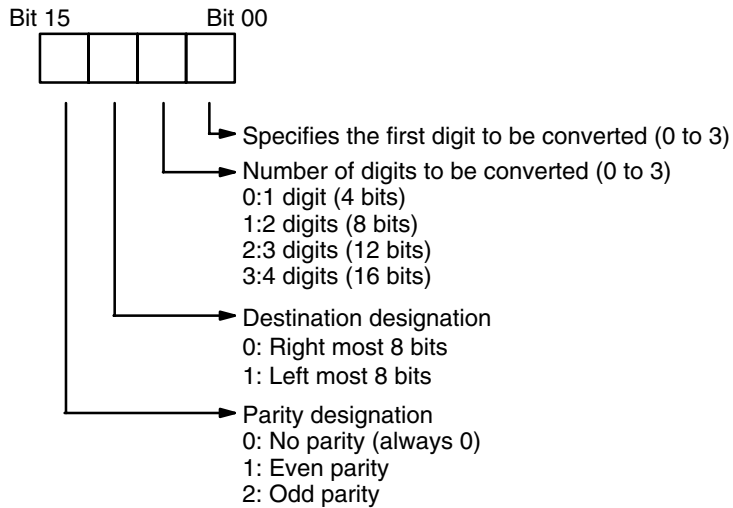 Bit 15 Bit 00
Specifies the first digit to be converted (0 to 3)
Number of digits to be converted (0 to 3)
0:1 digit (4 bits)
1:2 digits (8 bits)
2:3 digits (12 bits)
3:4 digits (16 bits)
Destination designation
0: Right most 8 bits
1: Left most 8 bits
Parity designation
0: No parity (always 0)
1: Even parity
2: Odd parity